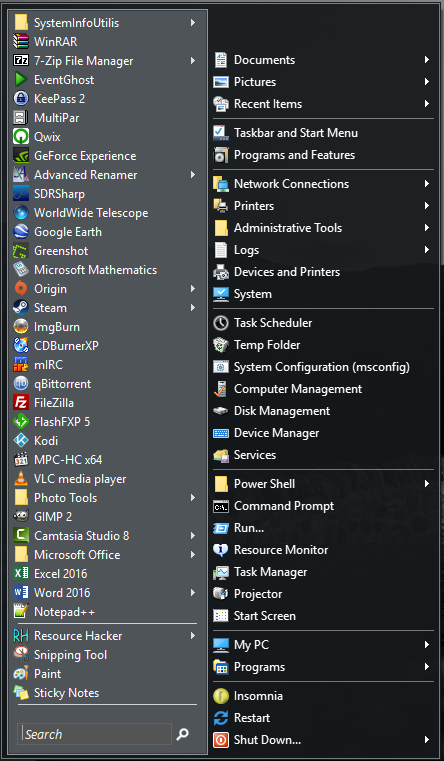 SystemInfoUtilis
WinRAR
7-Zip File Manager
EventGhost
KeePass 2
MultiPar
Qwix
GeForce Experience
Advanced Renamer
SDRSharp
WorldWide Telescope
Google Earth
Greenshot
Microsoft Mathematics
Origin
Steam
ImgBurn
CDBurnerXP
mIRC
qBittorrent
FileZilla
FlashFXP 5
Kodi
MPC-HC x64
VLC media player
Photo Tools
GIMP 2
Camtasia Studio 8
Microsoft Office
Excel 2016
Word 2016
Notepad++
Resource Hacker
Snipping Tool
Paint
Sticky Notes
Search
Documents
Pictures
Recent Items
Taskbar and Start Menu
Programs and Features
Network Connections
Printers
Administrative Tools
Logs
Devices and Printers
System
Task Scheduler
Temp Folder
System Configuration (msconfig)
Computer Management
Disk Management
Device Manager
Services
Power Shell
Command Prompt
Run...
Resource Monitor
Task Manager
Projector
Start Screen
My PC
Programs
Insomnia
Restart
Shut Down...